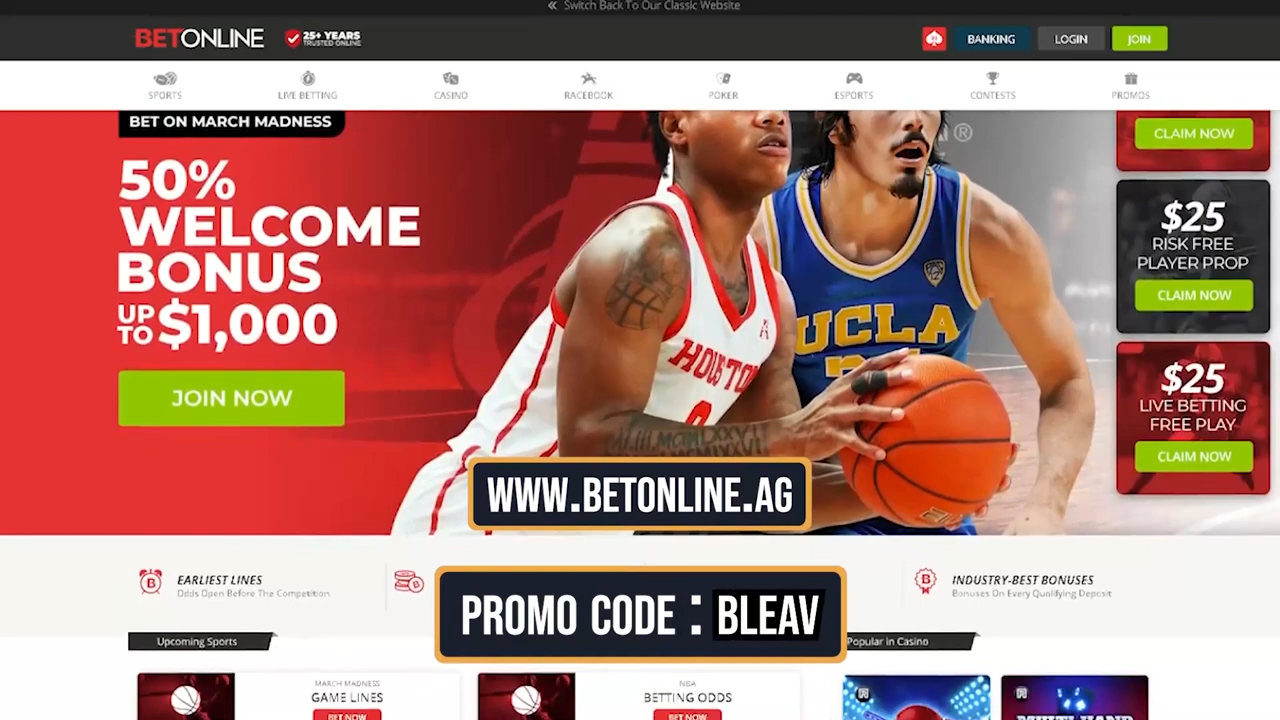 « Switch Back To Our Classic Website
BETONLINE
25+ YEARS
TRUSTED ONLINE
BANKING
LOGIN
JOIN
SPORTS
LIVE BETTING
CASINO
RACEBOOK
POKER
ESPORTS
CONTESTS
PROMOS
BET ON MARCH MADNESS
50%
WELCOME
BONUS
UP TO $1,000
JOIN NOW
HOUSTON
UCLA
CLAIM NOW
$25
RISK FREE
PLAYER PROP
CLAIM NOW
$25
LIVE BETTING
FREE PLAY
CLAIM NOW
WWW.BETONLINE.AG
EARLIEST LINES
Odds Open Before The Competition
INDUSTRY-BEST BONUSES
Bonuses On Every Qualifying Deposit
PROMO CODE : BLEAV
Upcoming Sports
Popular in Casino
MARCH MADNESS
GAME LINES
BET NOW
NBA
BETTING ODDS
BET NOW